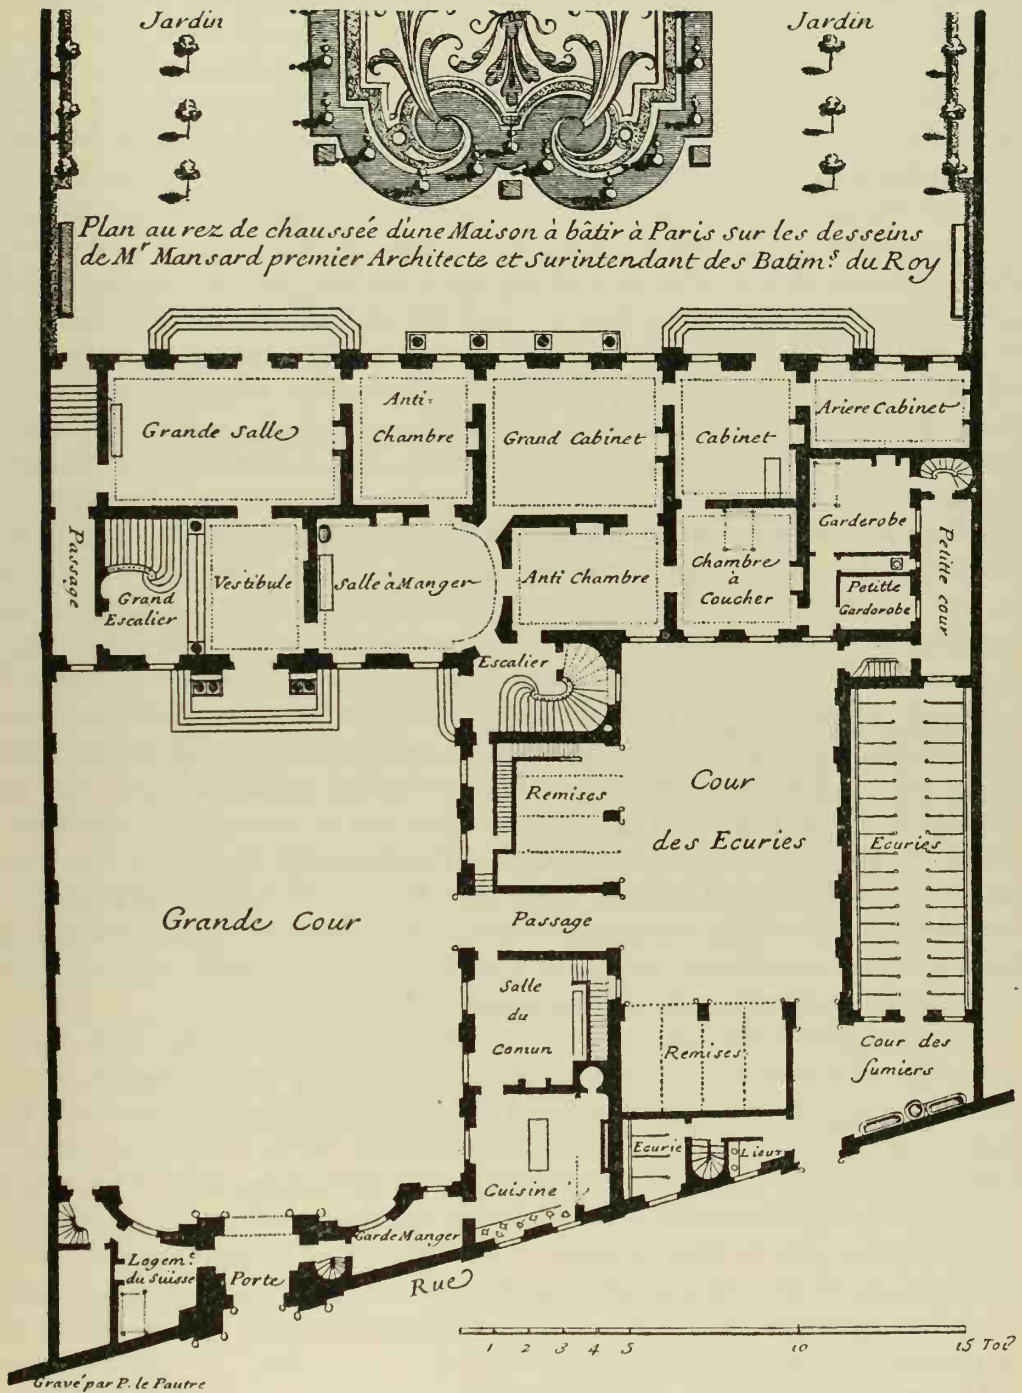 Jardin
Jardin
Plan au rez de chaussée d'une Maison à bâtir à Paris sur les desseins
de Mr Mansard premier Architecte et Surintendant des Batims du Roy
Grande Salle
Anti=
Chambre
Grand Cabinet
Cabinet
Ariere Cabinet
Passage
Grand
Escalier
Vestibule
Salle à Manger
Anti Chambre
Chambre
à
Coucher
Garderobe
Petitte
Garderobe
Petitte cour
Escalier
Remises
Cour
des Ecuries
Ecuries
Grande Cour
Passage
Salle
du
Comun
Remises
Cour des
fumiers
Ecurie
Lieux
Cuisine
Garde Manger
Logeme
du Suisse
Porte
Rue
1 2 3 4 5 10 15 Toi?
Gravé par P. le Pautre